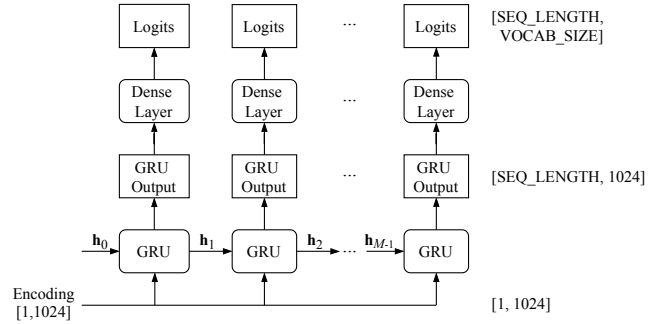 Logits Logits ... Logits [SEQ_LENGTH,
VOCAB_SIZE]
Dense Dense ... Dense
Layer Layer Layer
GRU GRU ... GRU [SEQ_LENGTH, 1024]
Output Output Output
h0 GRU h1 GRU h2 ... hM-1 GRU
Encoding
[1,1024] [1, 1024]